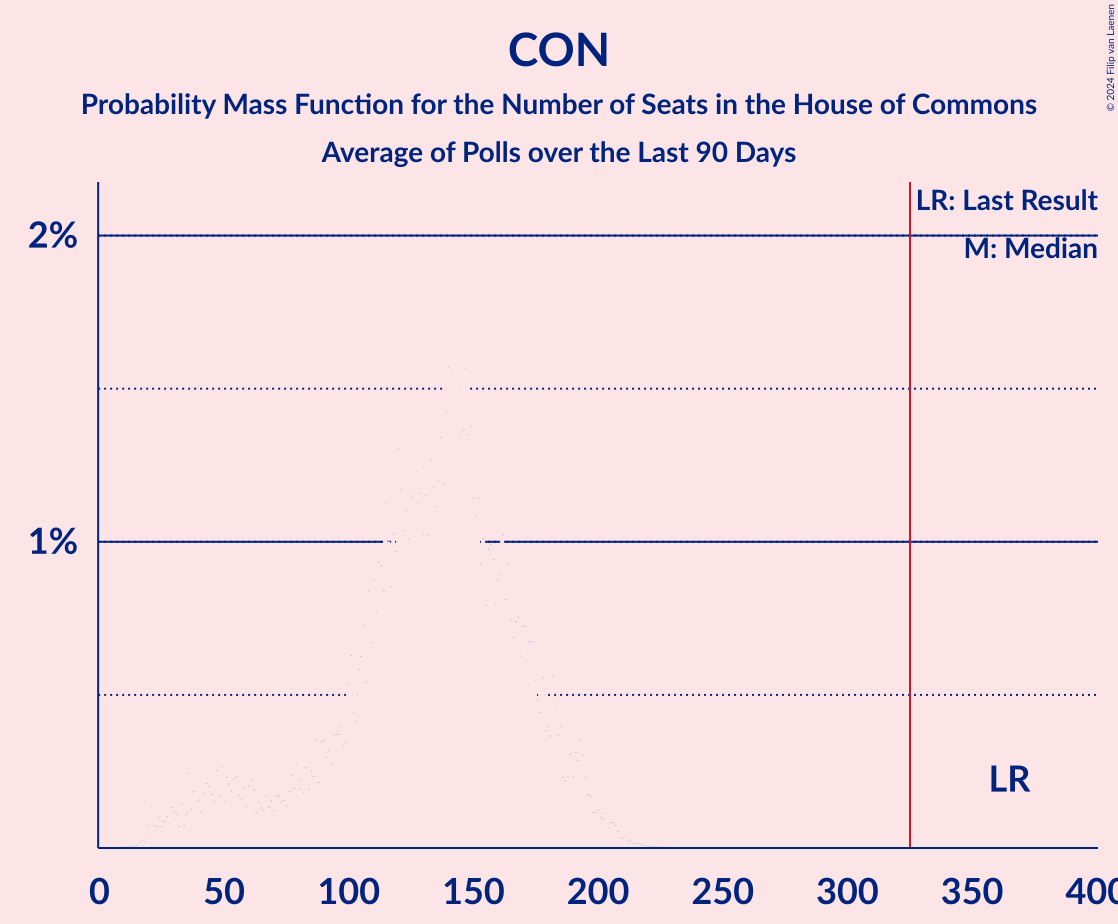 CON
Probability Mass Function for the Number of Seats in the House of Commons
Average of Polls over the Last 90 Days
© 2024 Filip van Laenen
LR: Last Result
M: Median
2%
1%
LR
0 50 100 150 200 250 300 350 400